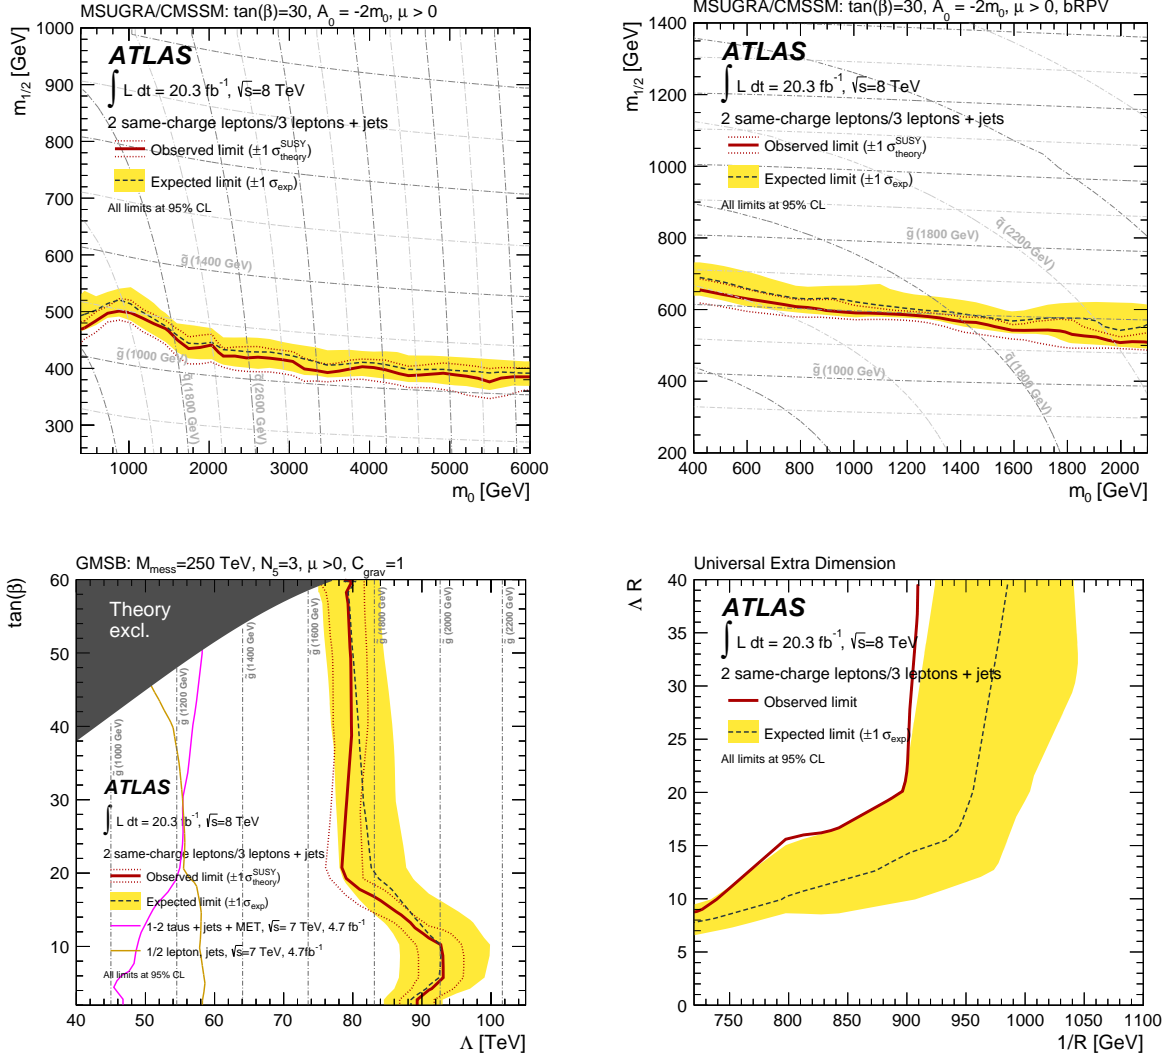 MSUGRA/CMSSM: tan(β)=30, A₀ = -2m₀, μ > 0
m₁/₂ [GeV]
1000
900
800
700
600
500
400
300
ATLAS
∫ L dt = 20.3 fb⁻¹, √s=8 TeV
2 same-charge leptons/3 leptons + jets
Observed limit (±1 σ^SUSY_theory)
Expected limit (±1 σ_exp)
All limits at 95% CL
g̃ (1400 GeV)
g̃ (1000 GeV)
q̃ (1800 GeV)
q̃ (2600 GeV)
1000 2000 3000 4000 5000 6000
m₀ [GeV]
MSUGRA/CMSSM: tan(β)=30, A₀ = -2m₀, μ > 0, bRPV
m₁/₂ [GeV]
1400
1200
1000
800
600
400
200
ATLAS
∫ L dt = 20.3 fb⁻¹, √s=8 TeV
2 same-charge leptons/3 leptons + jets
Observed limit (±1 σ^SUSY_theory)
Expected limit (±1 σ_exp)
All limits at 95% CL
g̃ (1800 GeV)
q̃ (2200 GeV)
g̃ (1000 GeV)
q̃ (1800 GeV)
400 600 800 1000 1200 1400 1600 1800 2000
m₀ [GeV]
GMSB: M_mess=250 TeV, N₅=3, μ>0, C_grav=1
tan(β)
60
50
40
30
20
10
Theory
excl.
g̃ (1000 GeV)
g̃ (1200 GeV)
g̃ (1400 GeV)
g̃ (1600 GeV)
g̃ (1800 GeV)
g̃ (2000 GeV)
g̃ (2200 GeV)
ATLAS
∫ L dt = 20.3 fb⁻¹, √s=8 TeV
2 same-charge leptons/3 leptons + jets
Observed limit (±1σ^SUSY_theory)
Expected limit (±1σ_exp)
1-2 taus + jets + MET, √s= 7 TeV, 4.7 fb⁻¹
1/2 lepton, jets, √s=7 TeV, 4.7fb⁻¹
All limits at 95% CL
40 50 60 70 80 90 100
Λ [TeV]
Universal Extra Dimension
Λ R
40
35
30
25
20
15
10
5
0
ATLAS
∫ L dt = 20.3 fb⁻¹, √s=8 TeV
2 same-charge leptons/3 leptons + jets
Observed limit
Expected limit (±1 σ_exp)
All limits at 95% CL
750 800 850 900 950 1000 1050 1100
1/R [GeV]